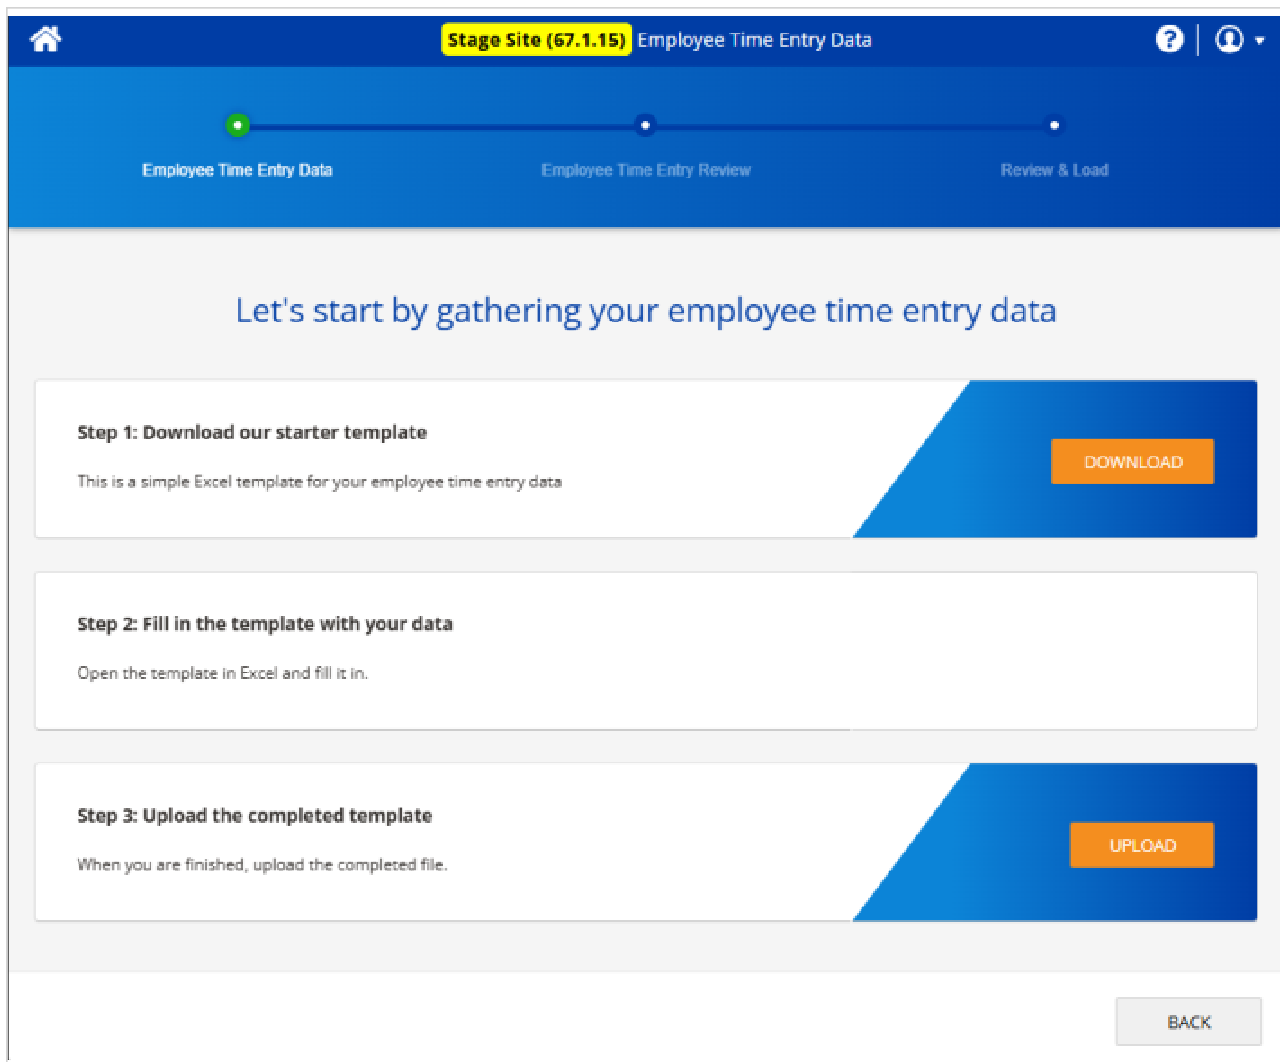 Stage Site (67.1.15) Employee Time Entry Data
?
Employee Time Entry Data
Employee Time Entry Review
Review & Load
Let's start by gathering your employee time entry data
Step 1: Download our starter template
This is a simple Excel template for your employee time entry data
DOWNLOAD
Step 2: Fill in the template with your data
Open the template in Excel and fill it in.
Step 3: Upload the completed template
When you are finished, upload the completed file.
UPLOAD
BACK